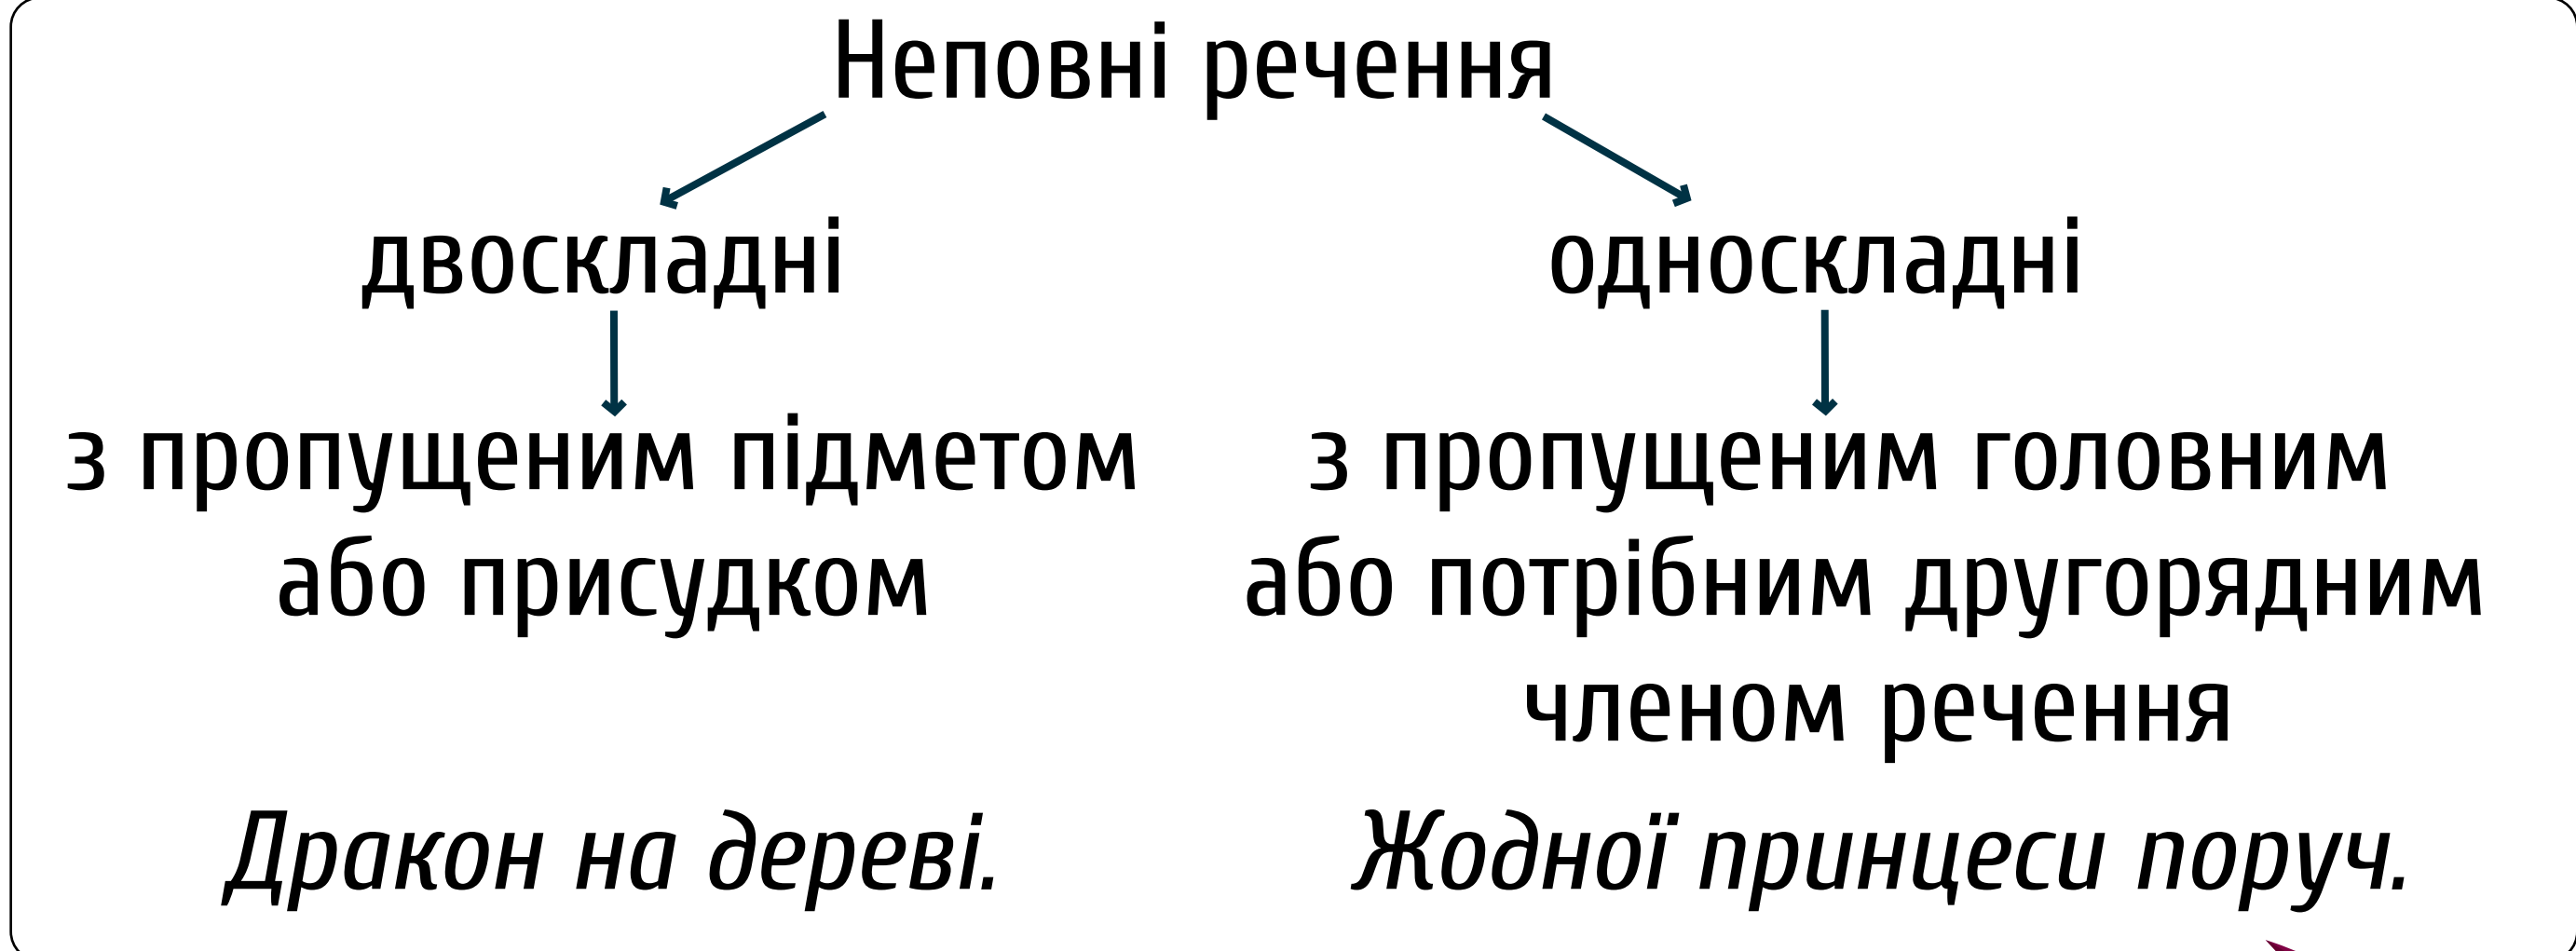 Неповні речення
двоскладні
односкладні
з пропущеним підметом
або присудком
з пропущеним головним
або потрібним другорядним
членом речення
Дракон на дереві.
Жодної принцеси поруч.